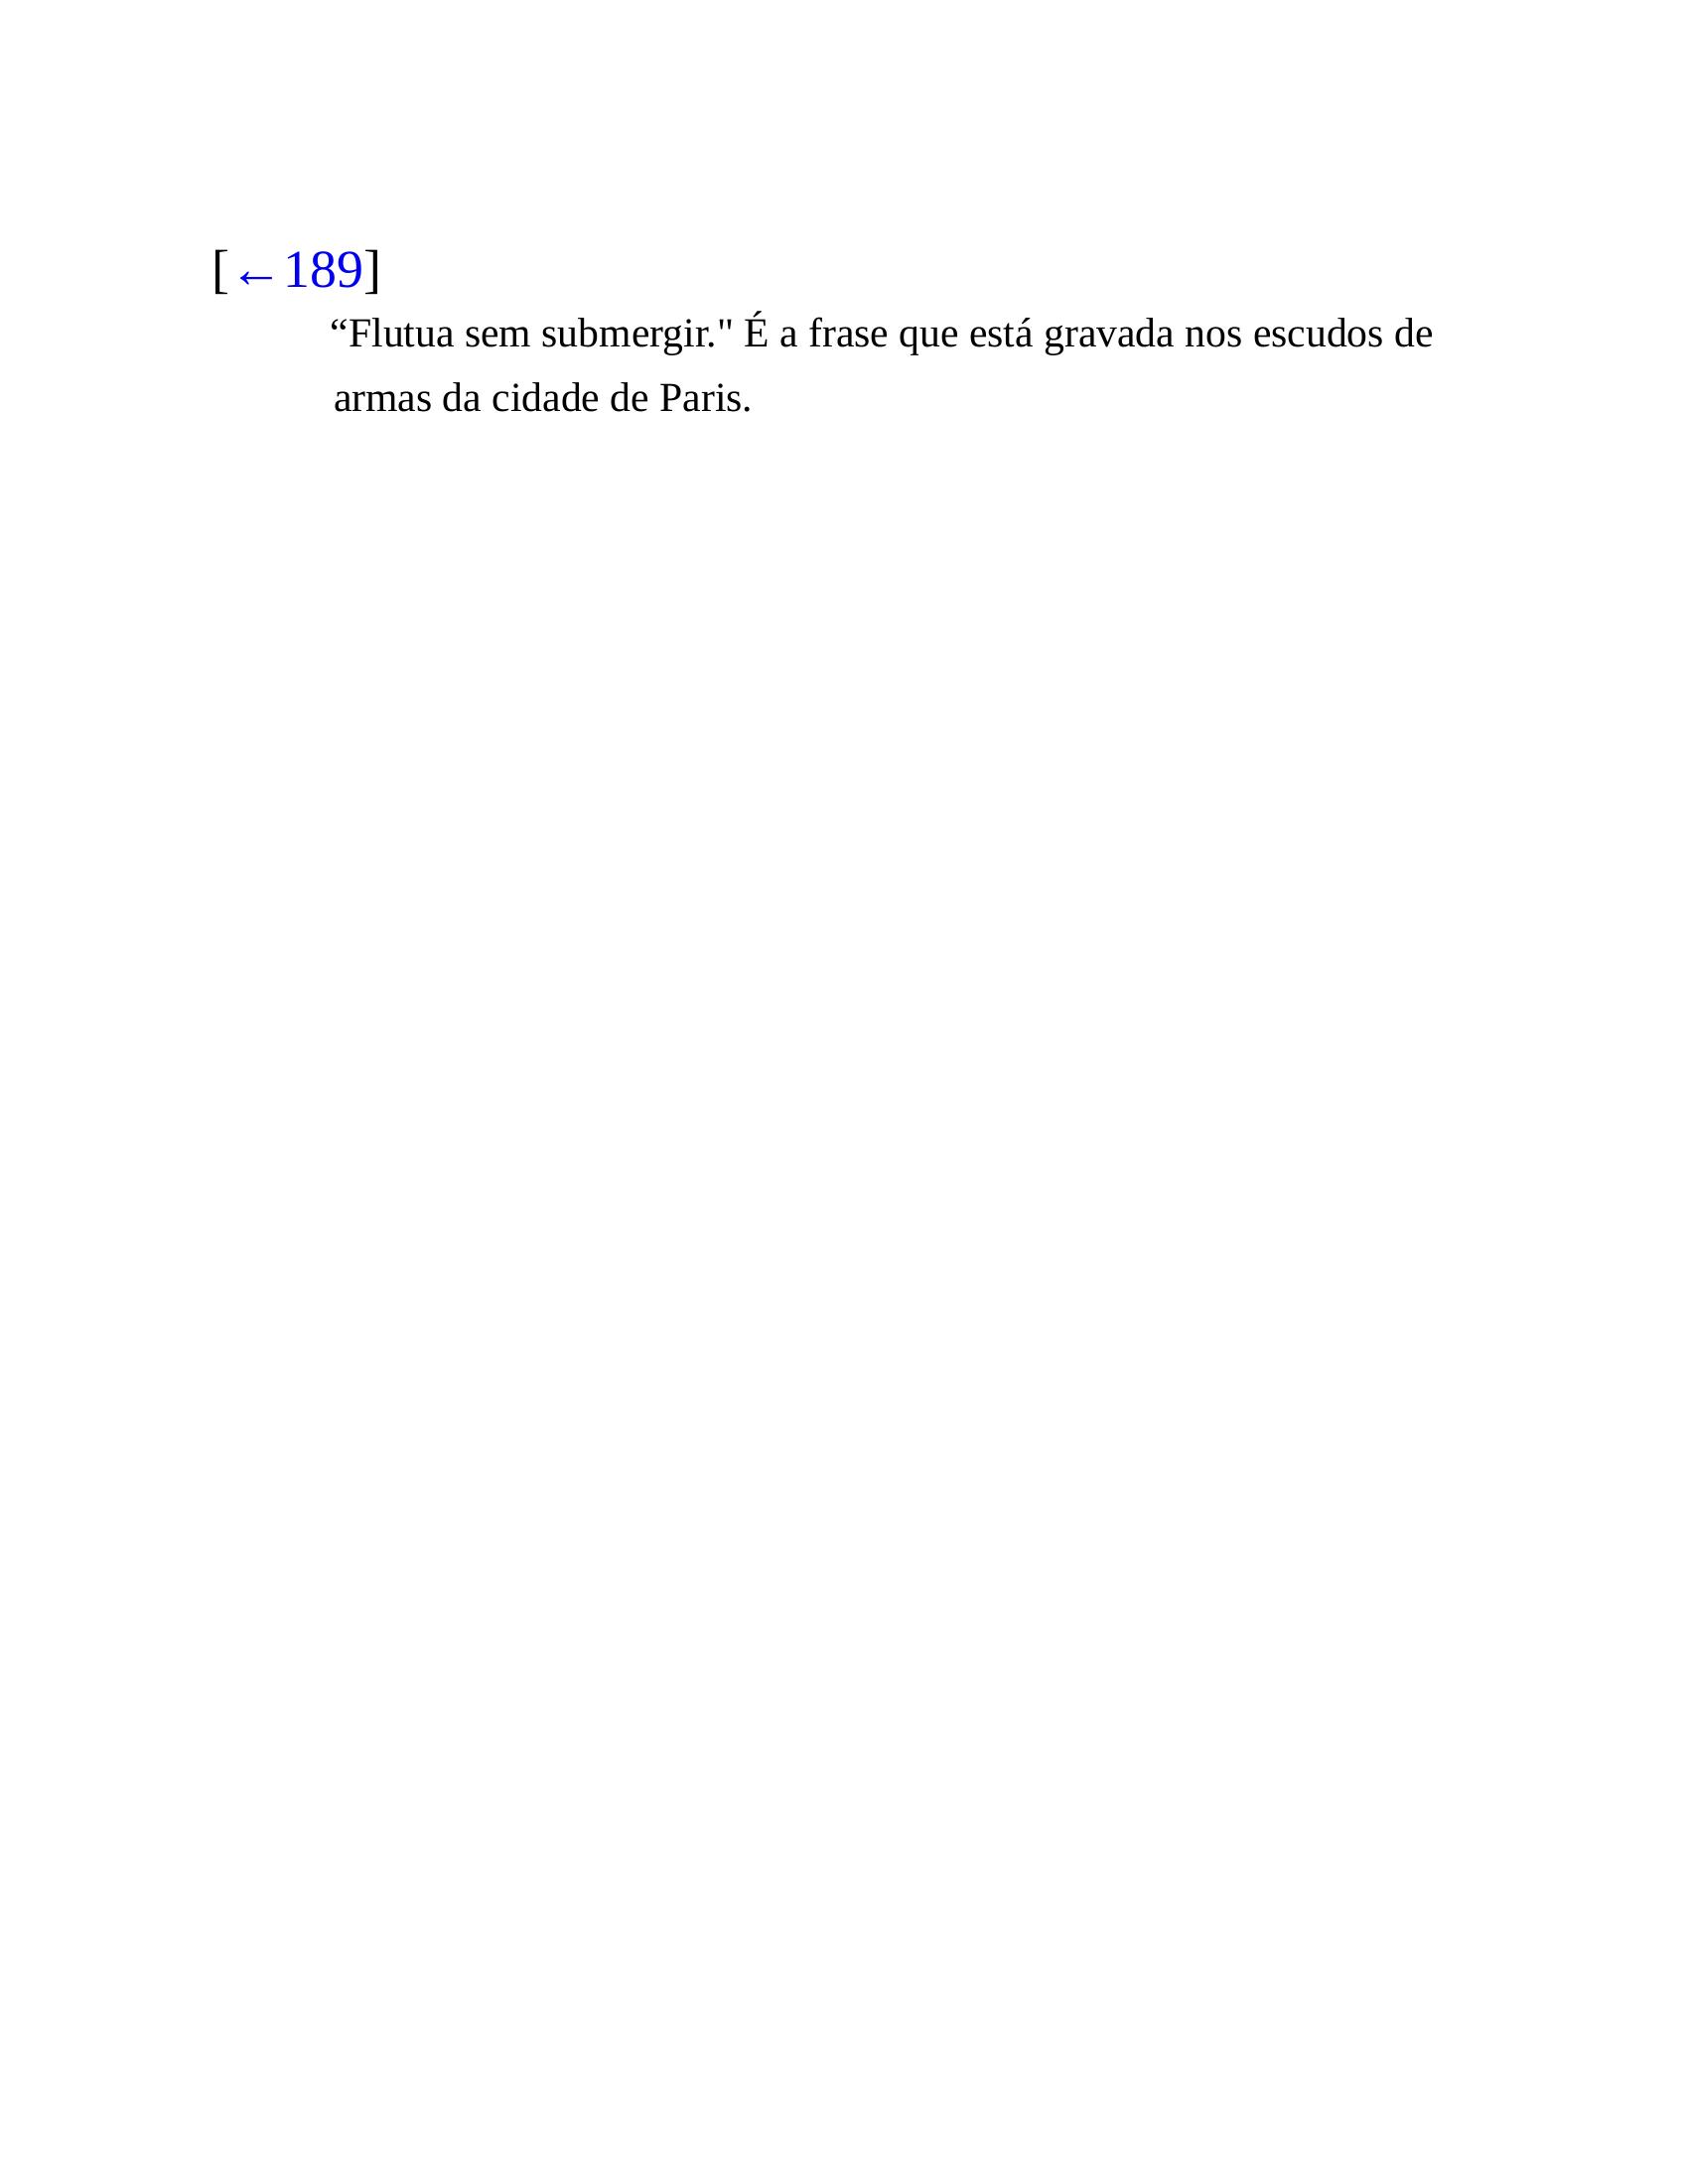 [←189]
“Flutua sem submergir." É a frase que está gravada nos escudos de
armas da cidade de Paris.